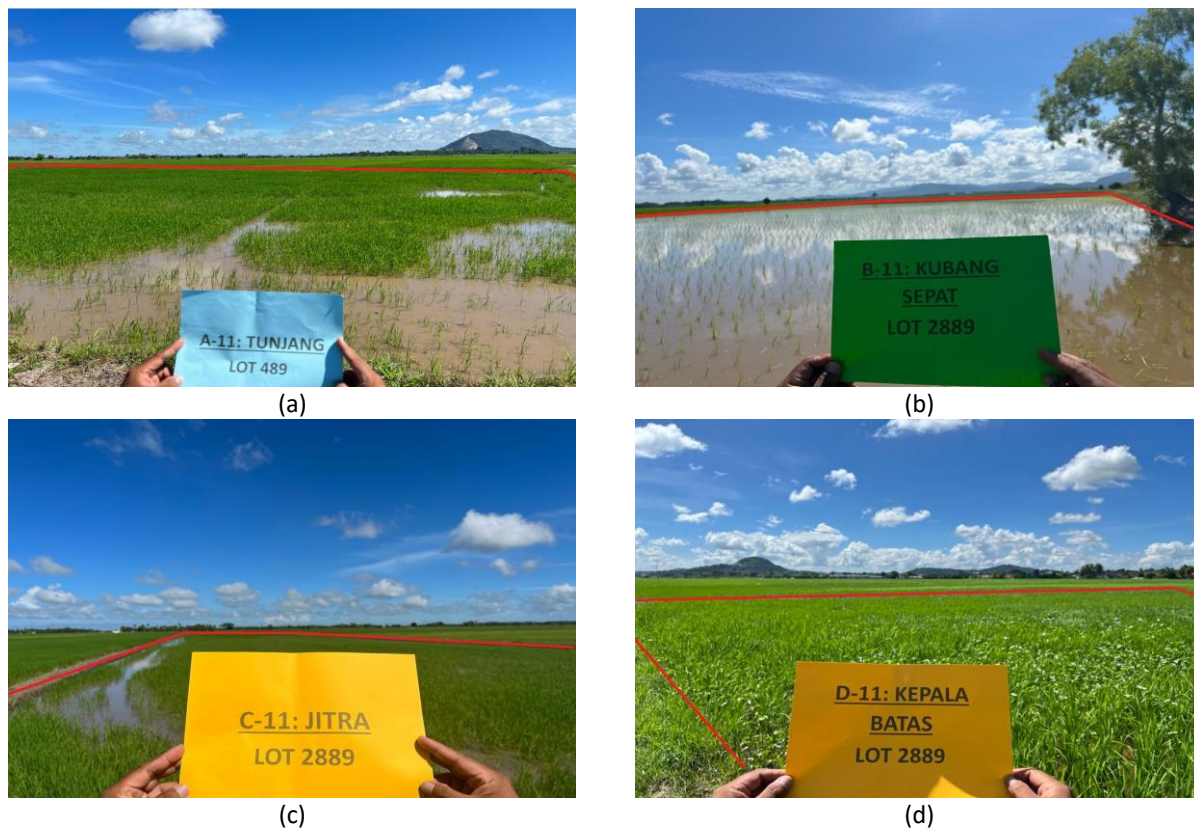 A-11: TUNJANG
LOT 489
B-11: KUBANG
SEPAT
LOT 2889
(a)
(b)
C-11: JITRA
LOT 2889
D-11: KEPALA
BATAS
LOT 2889
(c)
(d)